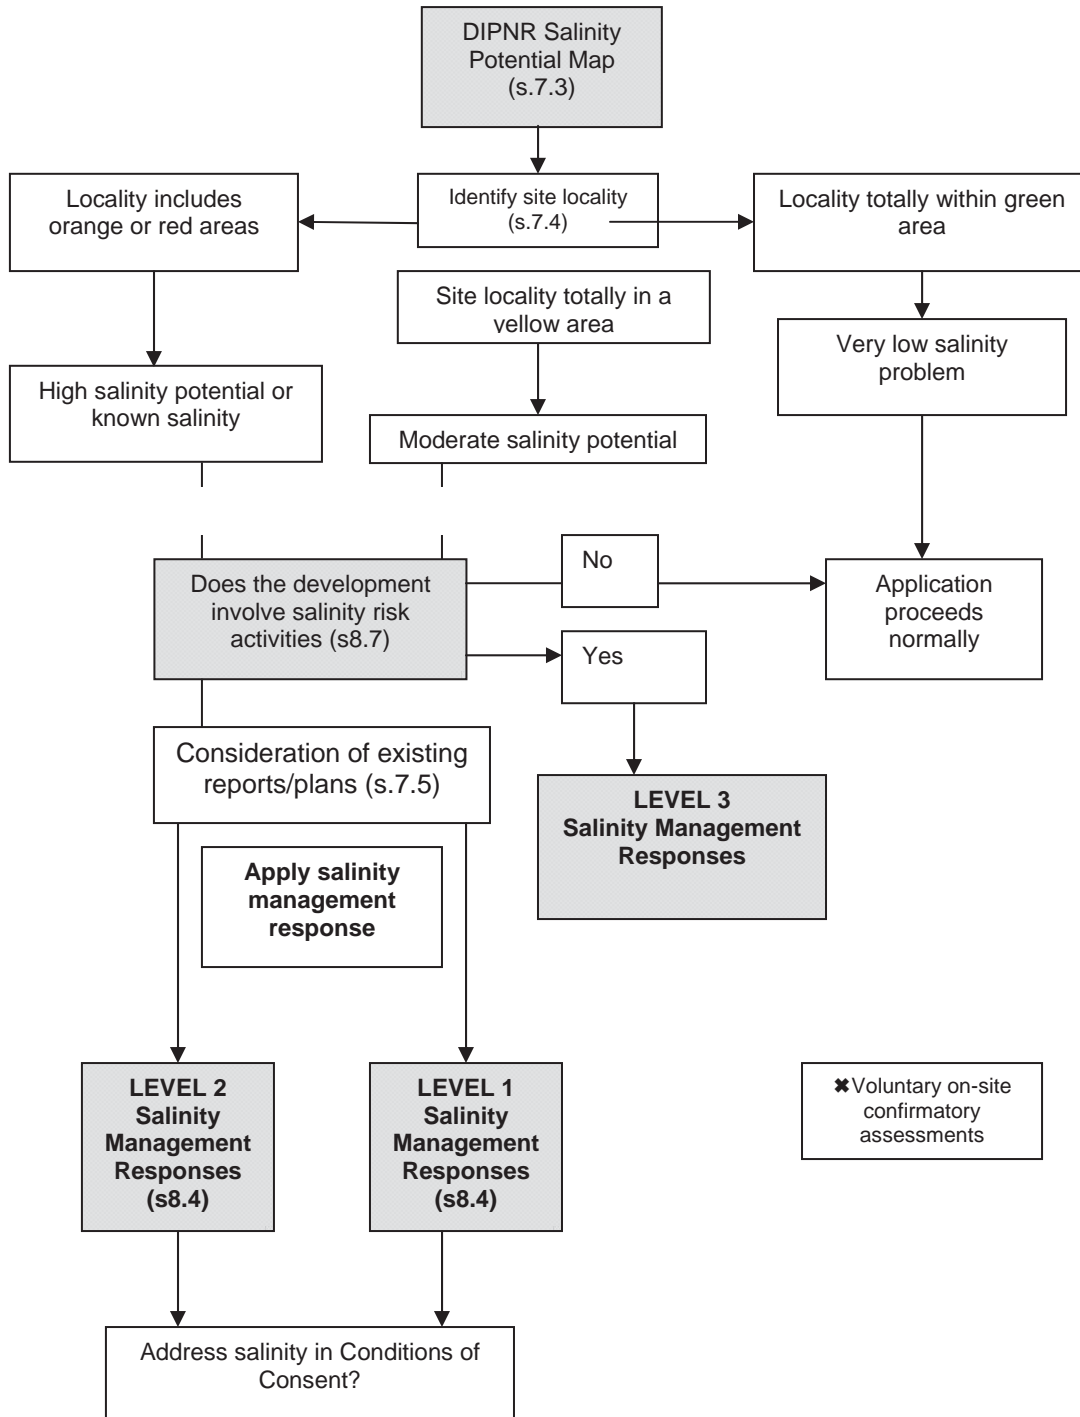 DIPNR Salinity
Potential Map
(s.7.3)
Locality includes
orange or red areas
Identify site locality
(s.7.4)
Locality totally within green
area
Site locality totally in a
yellow area
Very low salinity
problem
High salinity potential or
known salinity
Moderate salinity potential
Does the development
involve salinity risk
activities (s8.7)
No
Application
proceeds
normally
Yes
Consideration of existing
reports/plans (s.7.5)
LEVEL 3
Salinity Management
Responses
Apply salinity
management
response
LEVEL 2
Salinity
Management
Responses
(s8.4)
LEVEL 1
Salinity
Management
Responses
(s8.4)
✖Voluntary on-site
confirmatory
assessments
Address salinity in Conditions of
Consent?